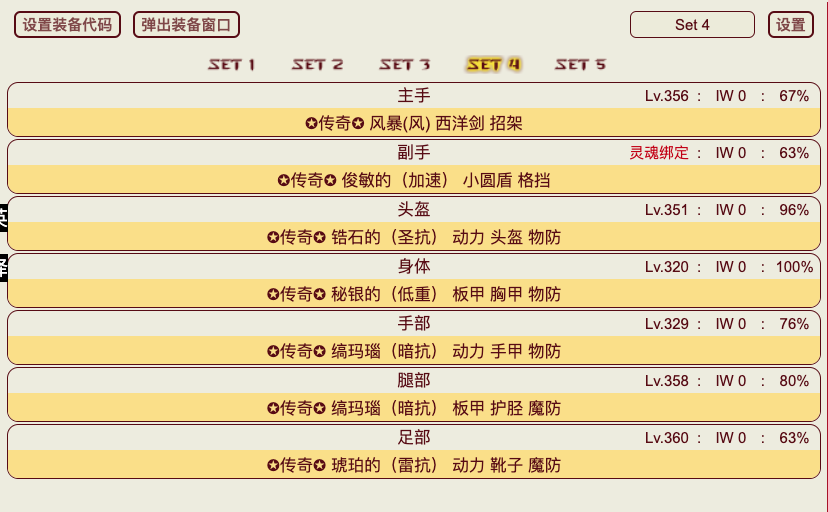 设置装备代码 弹出装备窗口 Set 4 设置
SET 1 SET 2 SET 3 SET 4 SET 5
主手 Lv.356 : IW 0 : 67%
✪传奇✪ 风暴(风) 西洋剑 招架
副手 灵魂绑定 : IW 0 : 63%
✪传奇✪ 俊敏的（加速） 小圆盾 格挡
头盔 Lv.351 : IW 0 : 96%
✪传奇✪ 锆石的（圣抗） 动力 头盔 物防
身体 Lv.320 : IW 0 : 100%
✪传奇✪ 秘银的（低重） 板甲 胸甲 物防
手部 Lv.329 : IW 0 : 76%
✪传奇✪ 缟玛瑙（暗抗） 动力 手甲 物防
腿部 Lv.358 : IW 0 : 80%
✪传奇✪ 缟玛瑙（暗抗） 板甲 护胫 魔防
足部 Lv.360 : IW 0 : 63%
✪传奇✪ 琥珀的（雷抗） 动力 靴子 魔防